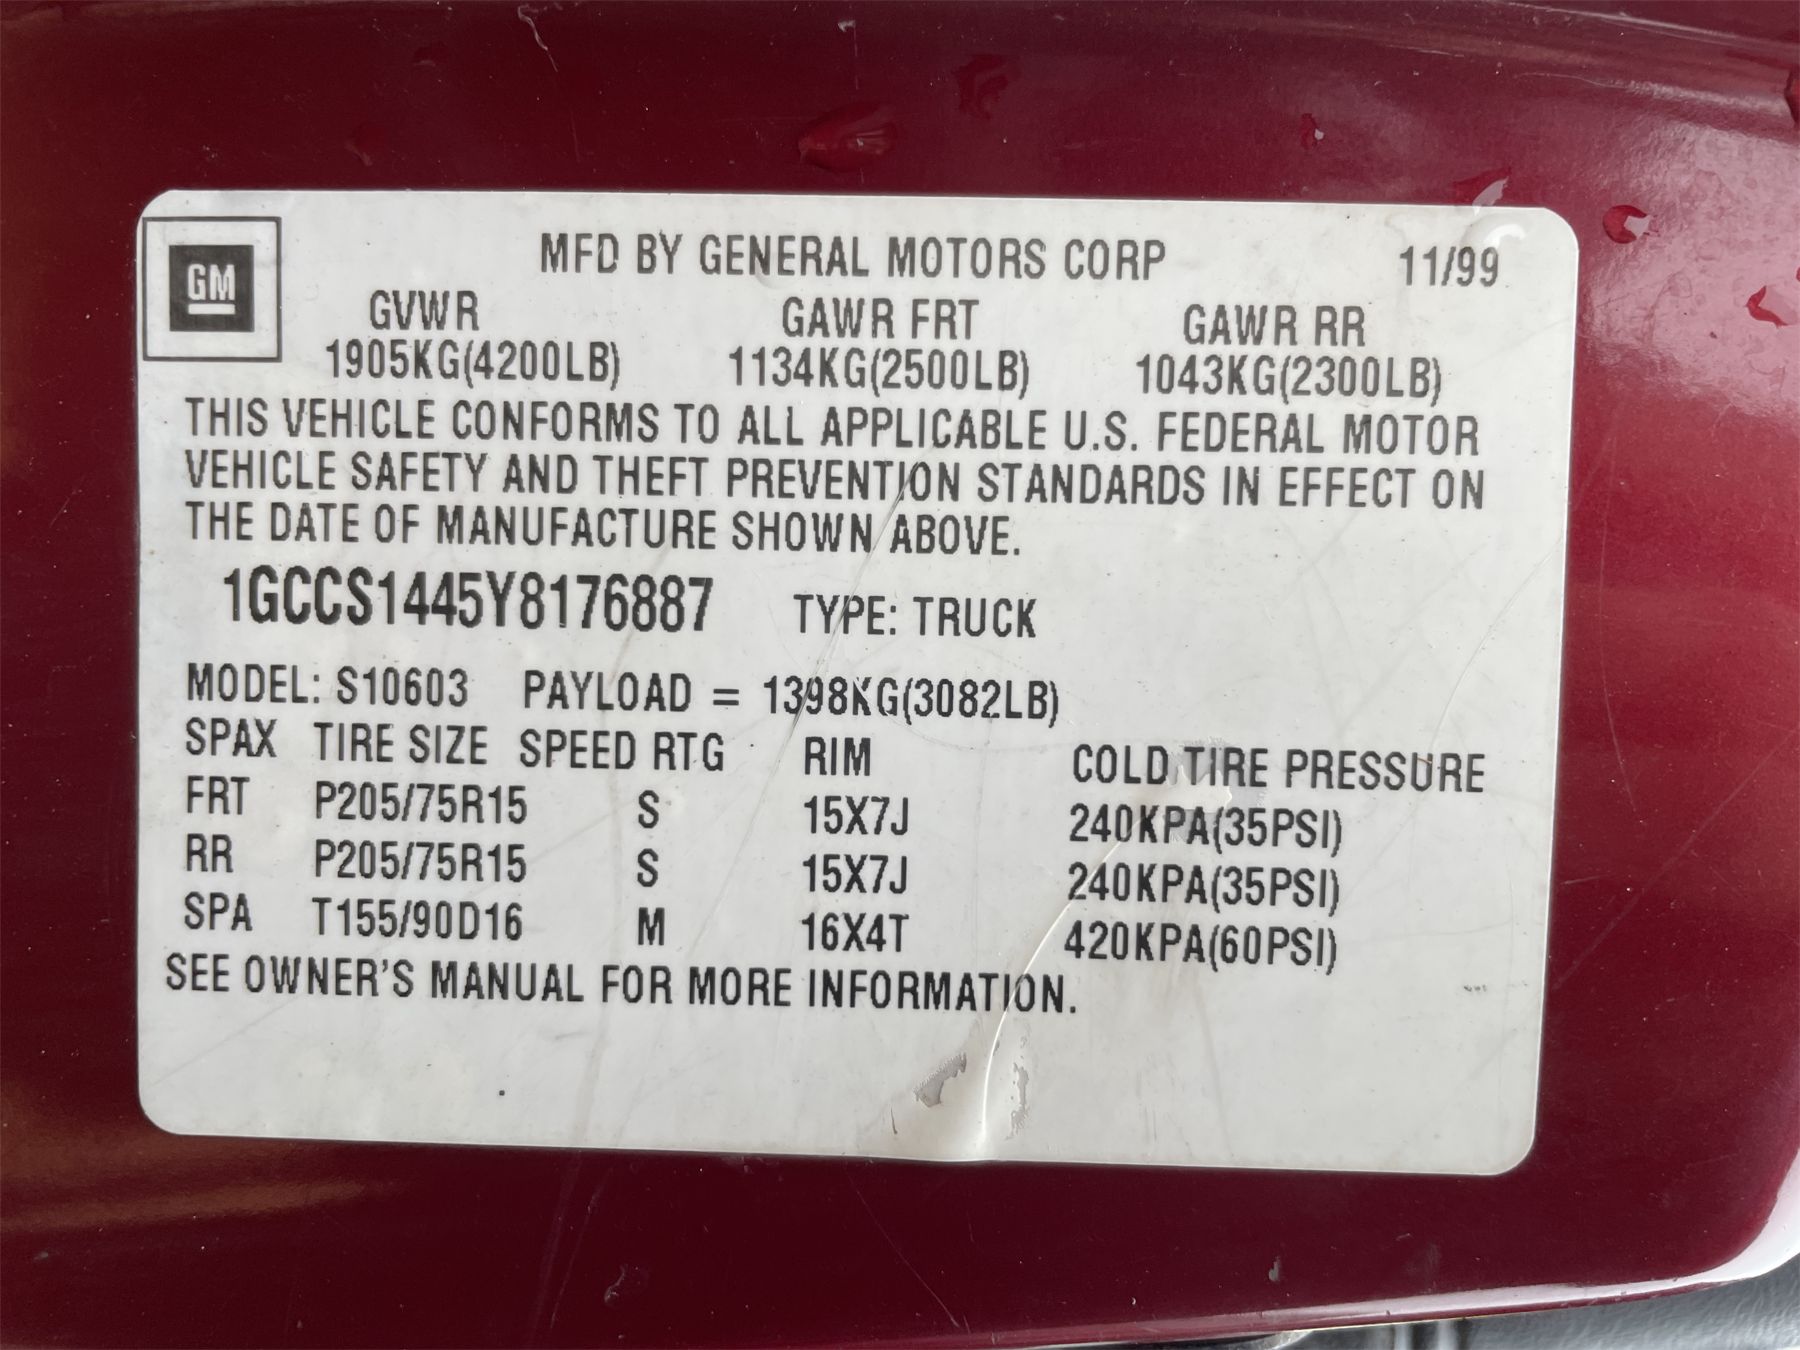 MFD BY GENERAL MOTORS CORP 11/99
GM
GVWR GAWR FRT GAWR RR
1905KG(4200LB) 1134KG(2500LB) 1043KG(2300LB)
THIS VEHICLE CONFORMS TO ALL APPLICABLE U.S. FEDERAL MOTOR
VEHICLE SAFETY AND THEFT PREVENTION STANDARDS IN EFFECT ON
THE DATE OF MANUFACTURE SHOWN ABOVE.
1GCCS1445Y8176887 TYPE: TRUCK
MODEL: S10603 PAYLOAD = 1398KG(3082LB)
SPAX TIRE SIZE SPEED RTG RIM COLD TIRE PRESSURE
FRT P205/75R15 S 15X7J 240KPA(35PSI)
RR P205/75R15 S 15X7J 240KPA(35PSI)
SPA T155/90D16 M 16X4T 420KPA(60PSI)
SEE OWNER'S MANUAL FOR MORE INFORMATION.